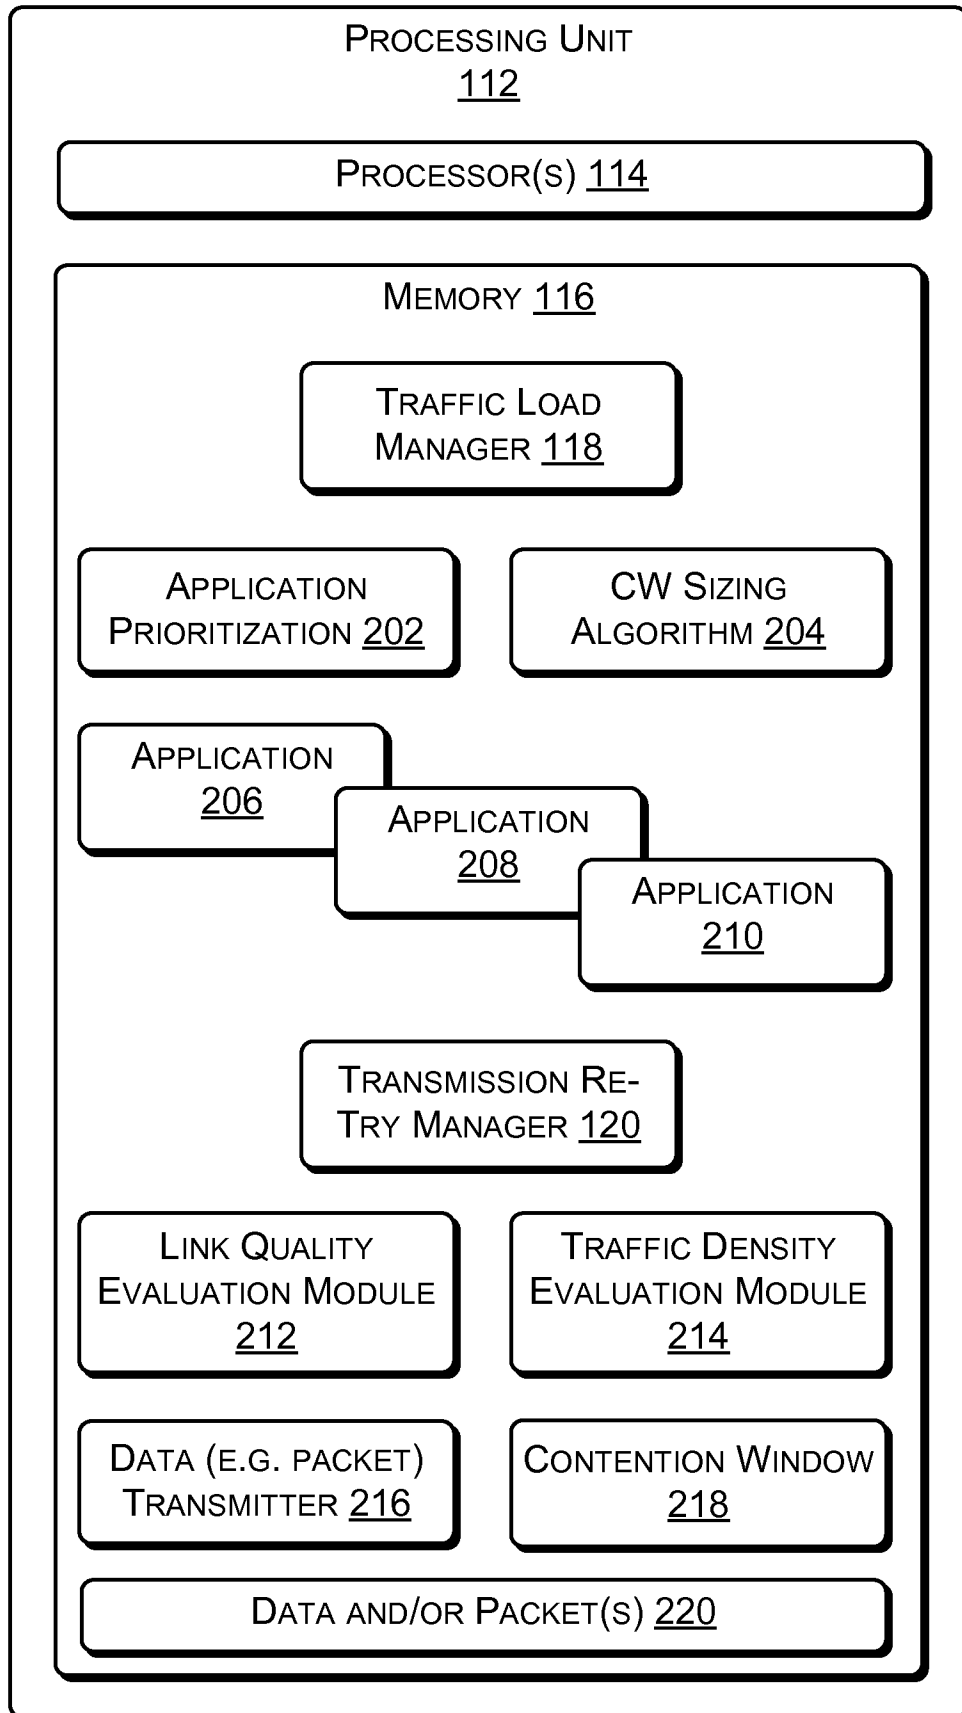 PROCESSING UNIT
112
PROCESSOR(S) 114
MEMORY 116
TRAFFIC LOAD
MANAGER 118
APPLICATION
PRIORITIZATION 202
CW SIZING
ALGORITHM 204
APPLICATION
206
APPLICATION
208
APPLICATION
210
TRANSMISSION RE-
TRY MANAGER 120
LINK QUALITY
EVALUATION MODULE
212
TRAFFIC DENSITY
EVALUATION MODULE
214
DATA (E.G. PACKET)
TRANSMITTER 216
CONTENTION WINDOW
218
DATA AND/OR PACKET(S) 220